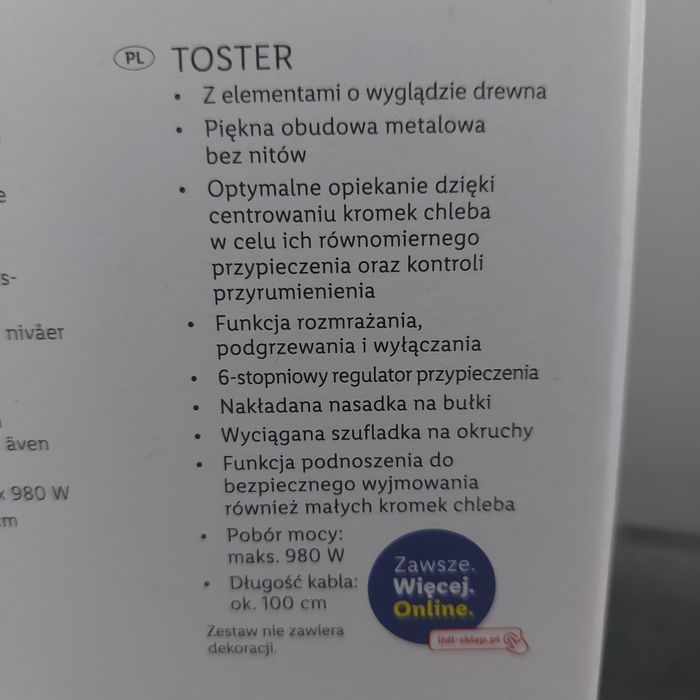 PL TOSTER
• Z elementami o wyglądzie drewna
• Piękna obudowa metalowa
bez nitów
• Optymalne opiekanie dzięki
centrowaniu kromek chleba
w celu ich równomiernego
przypieczenia oraz kontroli
przyrumienienia
• Funkcja rozmrażania,
podgrzewania i wyłączania
• 6-stopniowy regulator przypieczenia
• Nakładana nasadka na bułki
• Wyciągana szufladka na okruchy
• Funkcja podnoszenia do
bezpiecznego wyjmowania
również małych kromek chleba
• Pobór mocy:
maks. 980 W
• Długość kabla:
ok. 100 cm
Zestaw nie zawiera
dekoracji.
Zawsze.
Więcej.
Online.
lidl-sklep.pl
e
s-
nivåer
även
x 980 W
cm